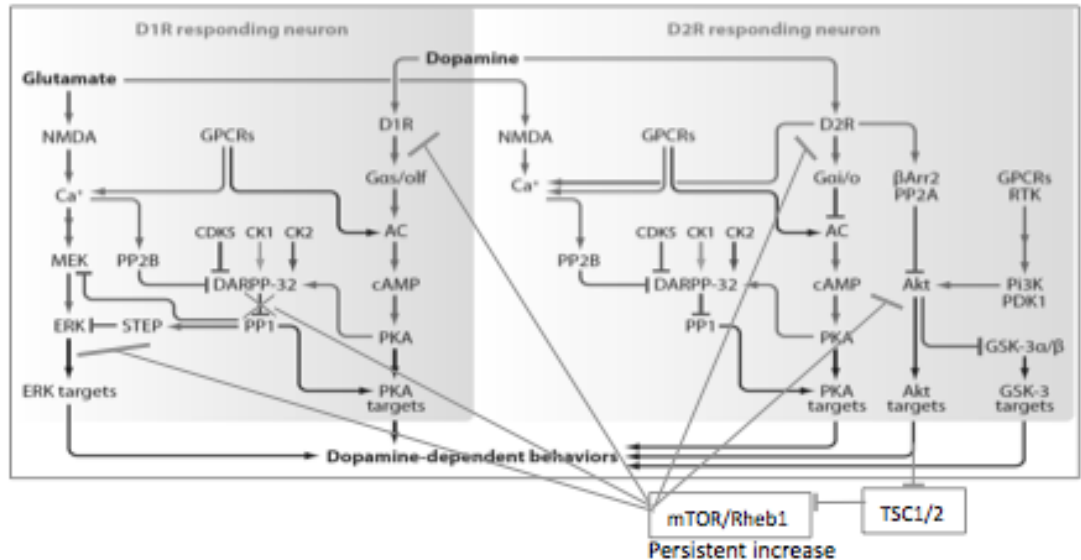 D1R responding neuron
D2R responding neuron
Dopamine
Glutamate
NMDA
GPCRs
D1R
NMDA
GPCRs
D2R
Ca⁺
Gαs/olf
Ca⁺
Gαi/o
βArr2
PP2A
GPCRs
RTK
CDK5 CK1 CK2
AC
CDK5 CK1 CK2
AC
MEK
PP2B
DARPP-32
cAMP
PP2B
DARPP-32
cAMP
Akt
Pi3K
PDK1
ERK
STEP
PP1
PKA
PP1
PKA
GSK-3α/β
ERK targets
PKA
targets
PKA
targets
Akt
targets
GSK-3
targets
Dopamine-dependent behaviors
mTOR/Rheb1
TSC1/2
Persistent increase